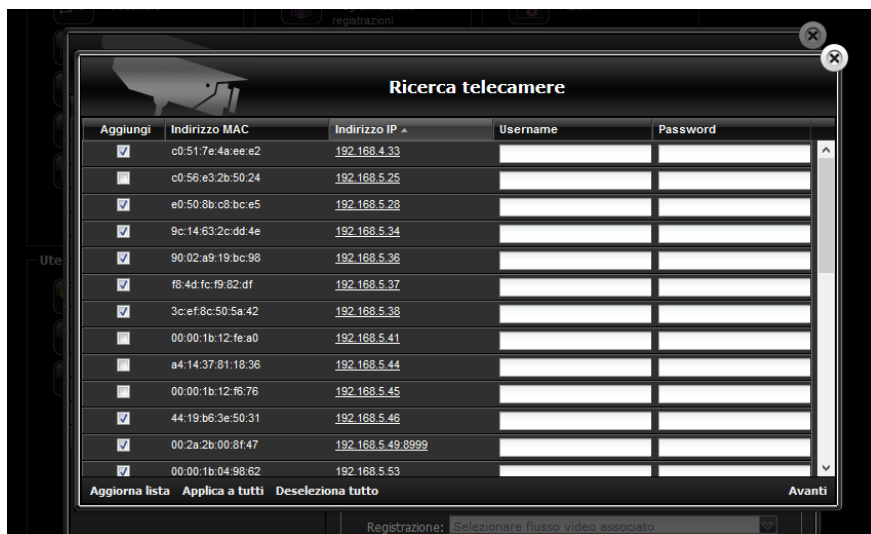 registrazioni
Ricerca telecamere
Aggiungi Indirizzo MAC Indirizzo IP Username Password
c0:51:7e:4a:ee:e2 192.168.4.33
c0:56:e3:2b:50:24 192.168.5.25
e0:50:8b:c8:bc:e5 192.168.5.28
9c:14:63:2c:dd:4e 192.168.5.34
90:02:a9:19:bc:98 192.168.5.36
f8:4d:fc:f9:82:df 192.168.5.37
3c:ef:8c:50:5a:42 192.168.5.38
00:00:1b:12:fe:a0 192.168.5.41
a4:14:37:81:18:36 192.168.5.44
00:00:1b:12:f6:76 192.168.5.45
44:19:b6:3e:50:31 192.168.5.46
00:2a:2b:00:8f:47 192.168.5.49:8999
00:00:1b:04:98:62 192.168.5.53
Ute
Aggiorna lista Applica a tutti Deseleziona tutto Avanti
Registrazione: Selezionare flusso video associato